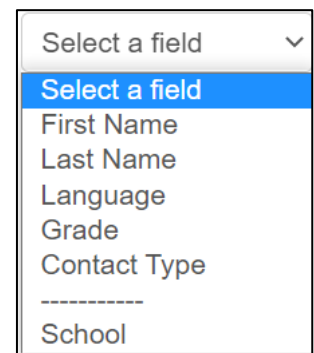 Select a field
Select a field
First Name
Last Name
Language
Grade
Contact Type
-----------
School